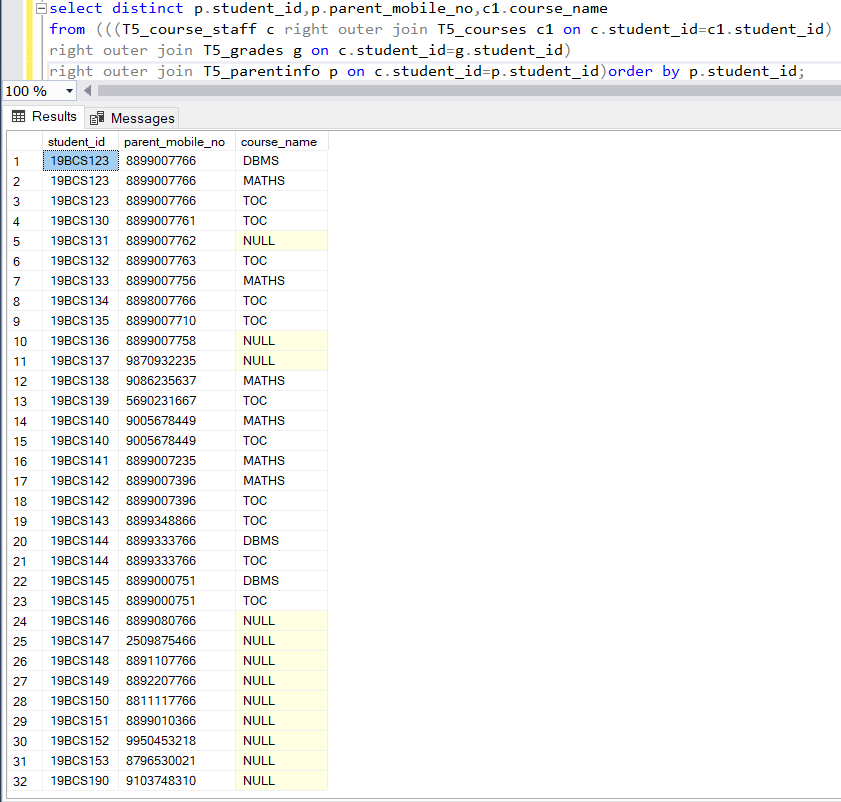 select distinct p.student_id,p.parent_mobile_no,c1.course_name
from (((T5_course_staff c right outer join T5_courses c1 on c.student_id=c1.student_id)
right outer join T5_grades g on c.student_id=g.student_id)
right outer join T5_parentinfo p on c.student_id=p.student_id)order by p.student_id;
100 %
Results Messages
student_id parent_mobile_no course_name
1 19BCS123 8899007766 DBMS
2 19BCS123 8899007766 MATHS
3 19BCS123 8899007766 TOC
4 19BCS130 8899007761 TOC
5 19BCS131 8899007762 NULL
6 19BCS132 8899007763 TOC
7 19BCS133 8899007756 MATHS
8 19BCS134 8898007766 TOC
9 19BCS135 8899007710 TOC
10 19BCS136 8899007758 NULL
11 19BCS137 9870932235 NULL
12 19BCS138 9086235637 MATHS
13 19BCS139 5690231667 TOC
14 19BCS140 9005678449 MATHS
15 19BCS140 9005678449 TOC
16 19BCS141 8899007235 MATHS
17 19BCS142 8899007396 MATHS
18 19BCS142 8899007396 TOC
19 19BCS143 8899348866 TOC
20 19BCS144 8899333766 DBMS
21 19BCS144 8899333766 TOC
22 19BCS145 8899000751 DBMS
23 19BCS145 8899000751 TOC
24 19BCS146 8899080766 NULL
25 19BCS147 2509875466 NULL
26 19BCS148 8891107766 NULL
27 19BCS149 8892207766 NULL
28 19BCS150 8811117766 NULL
29 19BCS151 8899010366 NULL
30 19BCS152 9950453218 NULL
31 19BCS153 8796530021 NULL
32 19BCS190 9103748310 NULL